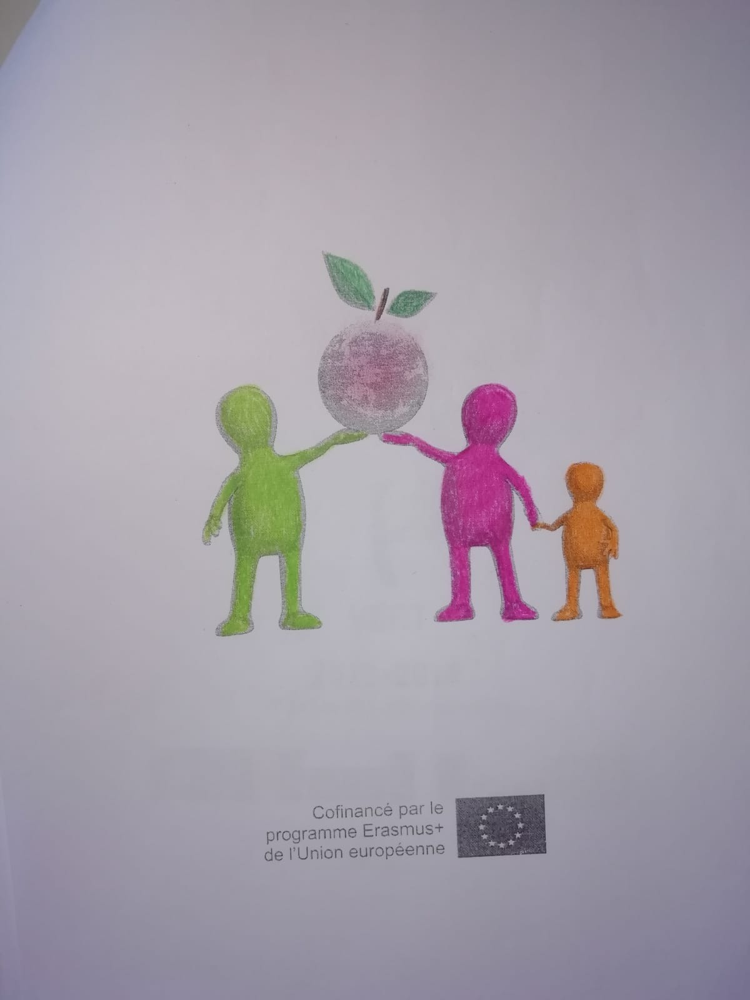 Cofinancé par le
programme Erasmus+
de l'Union européenne